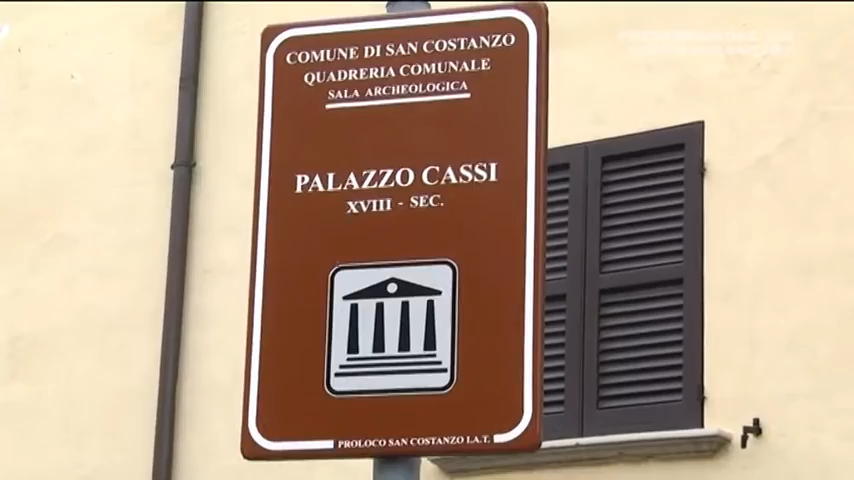 COMUNE DI SAN COSTANZO
QUADRERIA COMUNALE
SALA ARCHEOLOGICA
PALAZZO CASSI
XVIII - SEC.
PROLOCO SAN COSTANZO I.A.T.